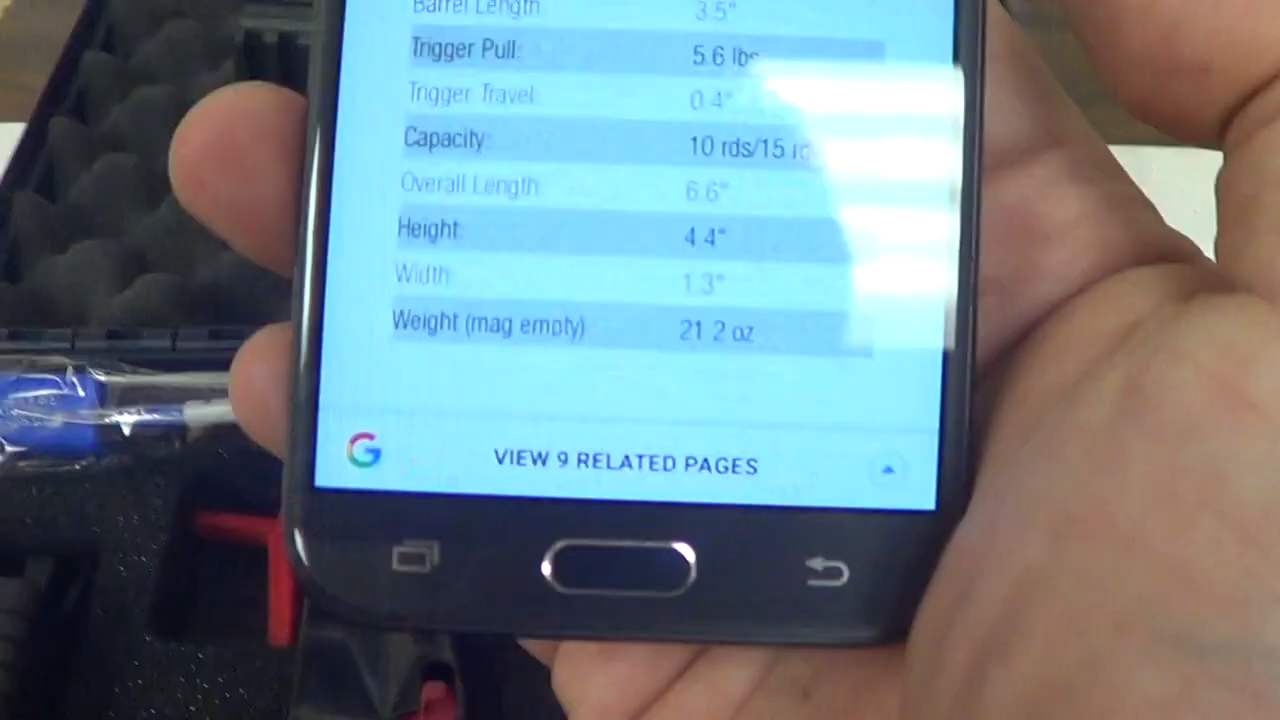 Barrel Length: 3.5"
Trigger Pull: 5.6 lbs
Trigger Travel: 0.4"
Capacity: 10 rds/15
Overall Length: 6.6"
Height: 4.4"
Width: 1.3"
Weight (mag empty) 21.2 oz
G VIEW 9 RELATED PAGES